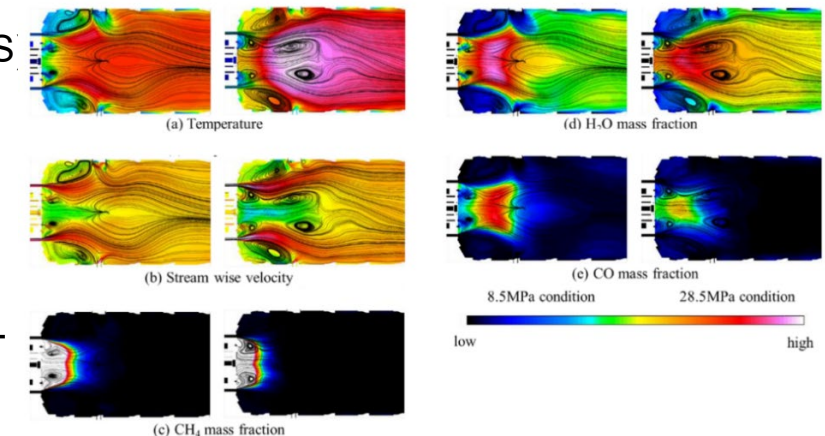 S
(a) Temperature
(d) H₂O mass fraction
(b) Stream wise velocity
(e) CO mass fraction
8.5MPa condition 28.5MPa condition
low high
(c) CH₄ mass fraction